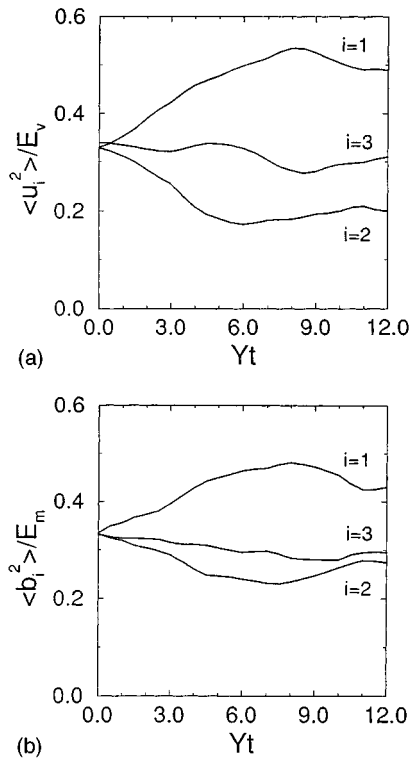 0.6
i=1
0.4
i=3
<u_i^2>/E_v
0.2
i=2
0.0
0.0 3.0 6.0 9.0 12.0
(a)
Yt
0.6
i=1
0.4
i=3
<b_i^2>/E_m
0.2
i=2
0.0
0.0 3.0 6.0 9.0 12.0
(b)
Yt